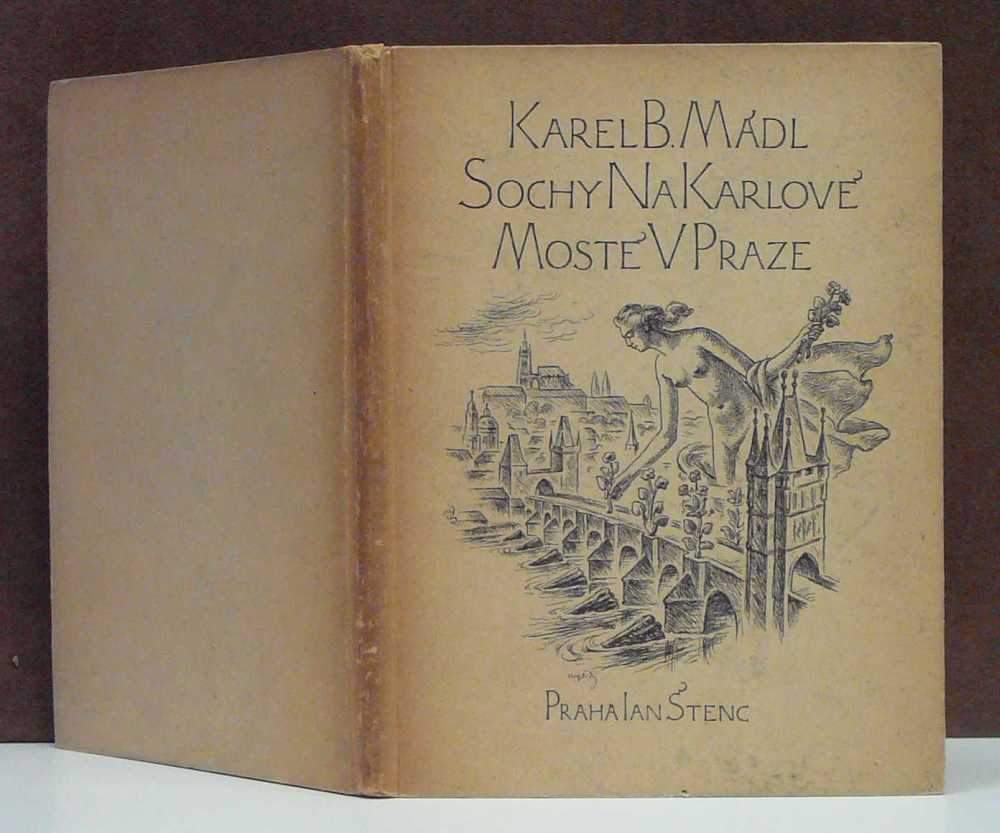 KAREL B. MÁDL
SOCHY NA KARLOVĚ
MOSTĚ V PRAZE
PRAHA IAN ŠTENC